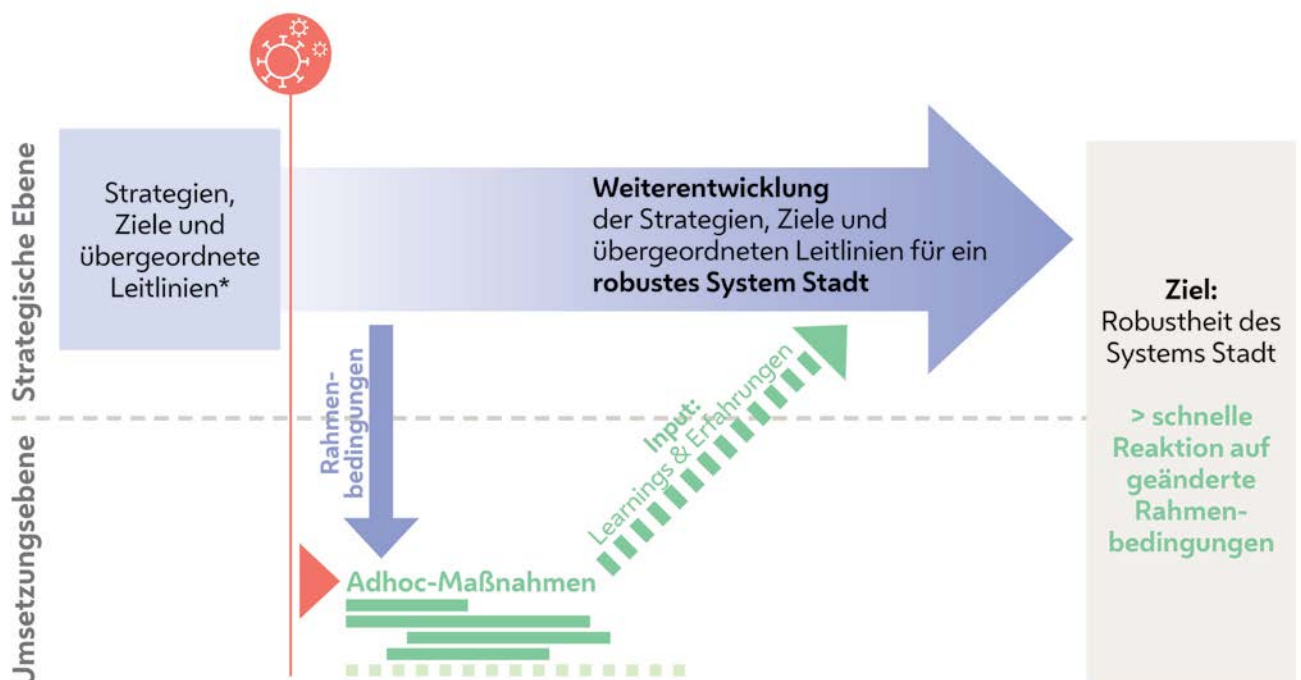 Strategische Ebene
Strategien,
Ziele und
übergeordnete
Leitlinien*
Weiterentwicklung
der Strategien, Ziele und
übergeordneten Leitlinien für ein
robustes System Stadt
Ziel:
Robustheit des
Systems Stadt
> schnelle
Reaktion auf
geänderte
Rahmen-
bedingungen
Rahmen-
bedingungen
Input:
Learnings & Erfahrungen
Umsetzungsebene
Adhoc-Maßnahmen